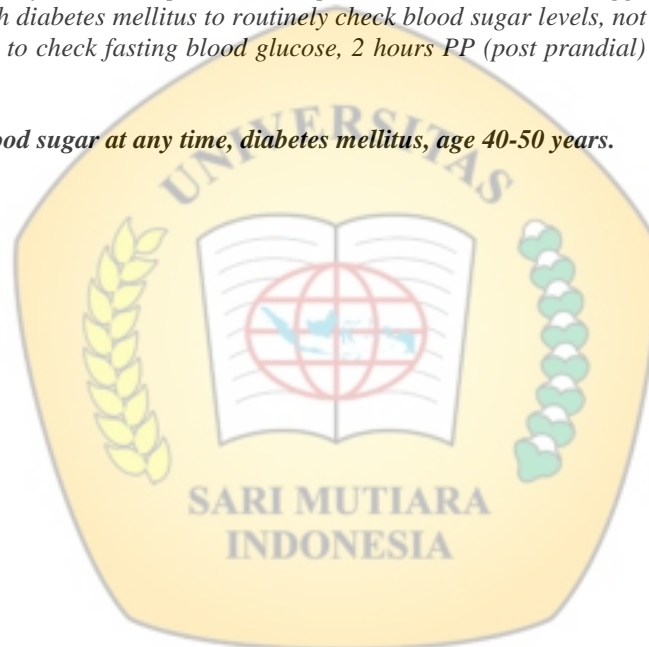 h diabetes mellitus to routinely check blood sugar levels, not
to check fasting blood glucose, 2 hours PP (post prandial)
ood sugar at any time, diabetes mellitus, age 40-50 years.
UNIVERSITAS
SARI MUTIARA
INDONESIA